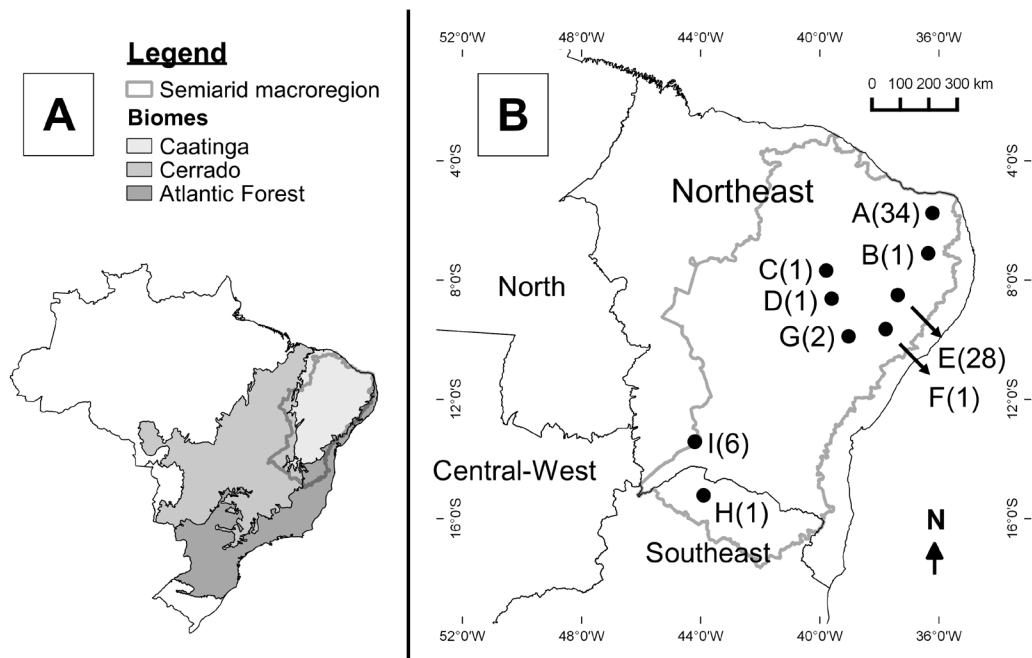 A
Legend
Semiarid macroregion
Biomes
Caatinga
Cerrado
Atlantic Forest
52°0'W 48°0'W 44°0'W 40°0'W 36°0'W
B
0 100 200 300 km
4°0'S 4°0'S
Northeast
A(34)
B(1)
C(1)
North
8°0'S 8°0'S
D(1)
G(2)
E(28)
F(1)
12°0'S 12°0'S
I(6)
Central-West
H(1)
16°0'S 16°0'S
N
Southeast
52°0'W 48°0'W 44°0'W 40°0'W 36°0'W